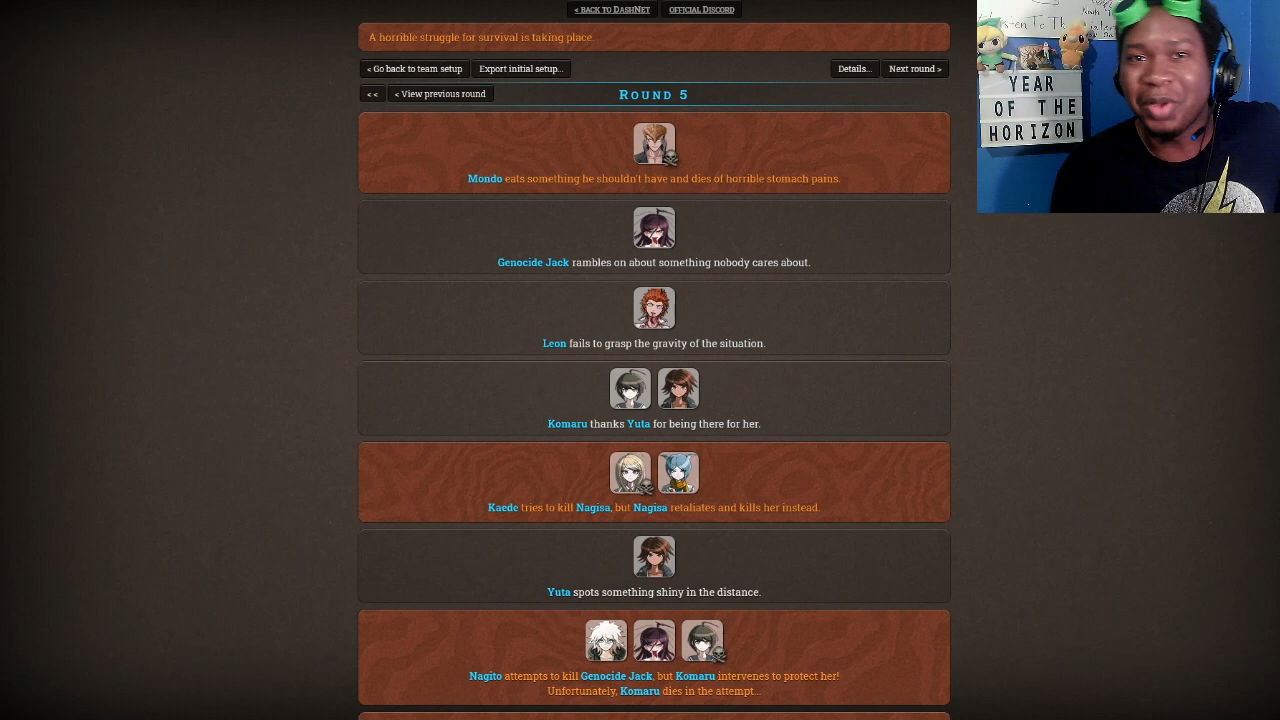 < BACK TO DASHNET
OFFICIAL DISCORD
A horrible struggle for survival is taking place.
< Go back to team setup
Export initial setup...
Details...
Next round >
< <
< View previous round
ROUND 5
Mondo eats something he shouldn't have and dies of horrible stomach pains.
Genocide Jack rambles on about something nobody cares about.
Leon fails to grasp the gravity of the situation.
Komaru thanks Yuta for being there for her.
Kaede tries to kill Nagisa, but Nagisa retaliates and kills her instead.
Yuta spots something shiny in the distance.
Nagito attempts to kill Genocide Jack, but Komaru intervenes to protect her!
Unfortunately, Komaru dies in the attempt...
YEAR
OF THE
HORIZON